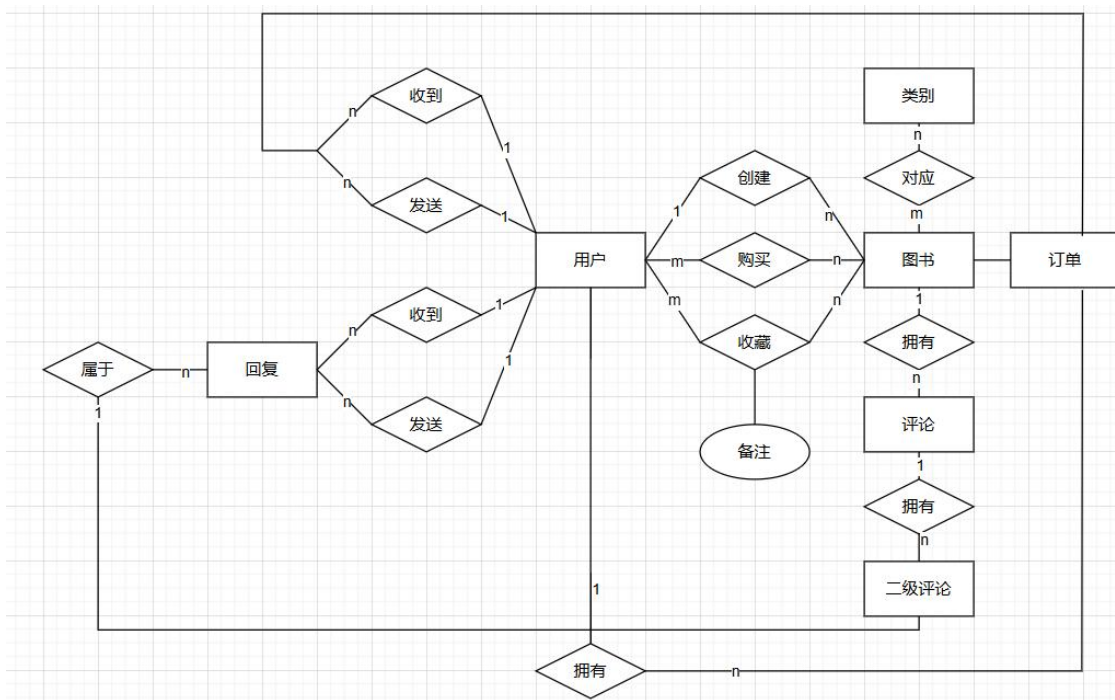 收到
类别
n
1
n
n
创建
对应
发送
1
1
n
m
用户
m
购买
n
图书
订单
m
n
1
收到
1
收藏
拥有
n
1
属于
n
回复
n
n
发送
1
评论
备注
1
拥有
n
二级评论
1
拥有
n